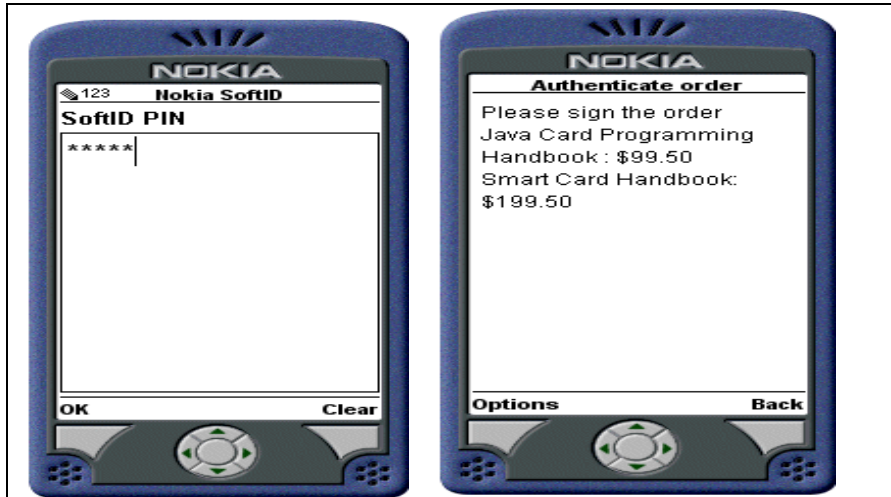 NOKIA
123 Nokia SoftID
SoftID PIN
*****
OK Clear
NOKIA
Authenticate order
Please sign the order
Java Card Programming
Handbook : $99.50
Smart Card Handbook:
$199.50
Options Back